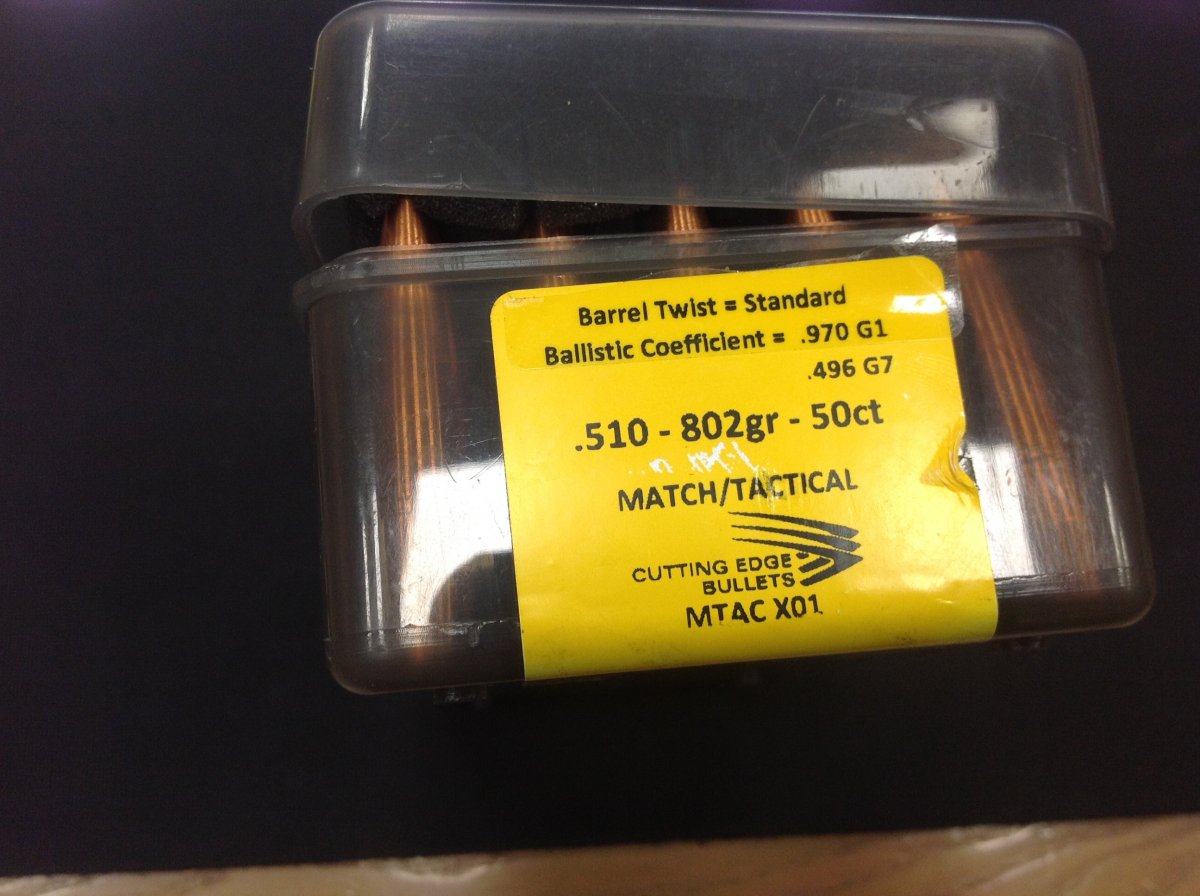 Barrel Twist = Standard
Ballistic Coefficient = .970 G1
.496 G7
.510 - 802gr - 50ct
MATCH/TACTICAL
CUTTING EDGE
BULLETS
MTAC X01